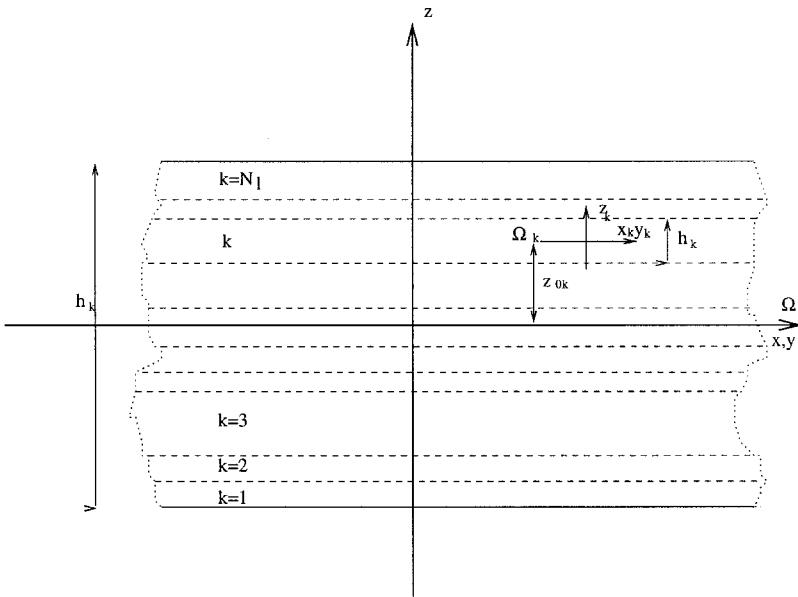 z
k=N_l
z_k
Ω_k
x_k y_k
h_k
k
z_0k
h_k
Ω
x,y
k=3
k=2
k=1